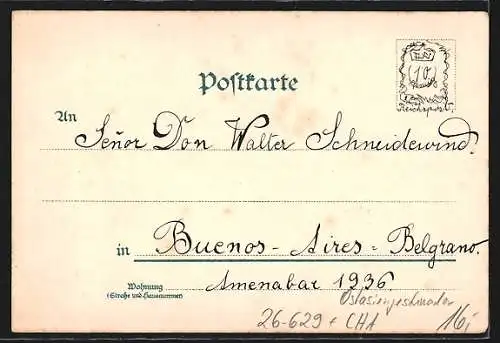 Postkarte
10
Pfennig
Reichspost
An Señor Don Walter Schneidewind.
in Buenos-Aires=Belgrano.
Wohnung Amenabar 1936.
(Straße und Hausnummer)
Ostasiengeschwader
26-629 + CHA 16,-